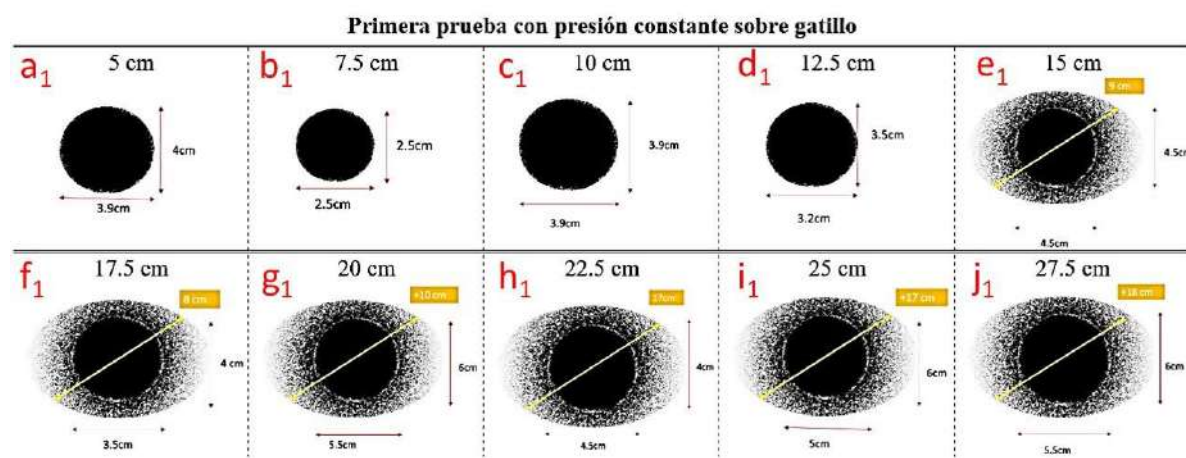 Primera prueba con presión constante sobre gatillo
a1 5 cm
4cm
3.9cm
b1 7.5 cm
2.5cm
2.5cm
c1 10 cm
3.9cm
3.9cm
d1 12.5 cm
3.5cm
3.2cm
e1 15 cm
9 cm
4.5cm
4.5cm
f1 17.5 cm
8 cm
4 cm
3.5cm
g1 20 cm
+10 cm
6cm
5.5cm
h1 22.5 cm
17cm
4cm
4.5cm
i1 25 cm
+17 cm
6cm
5cm
j1 27.5 cm
+18 cm
6cm
5.5cm